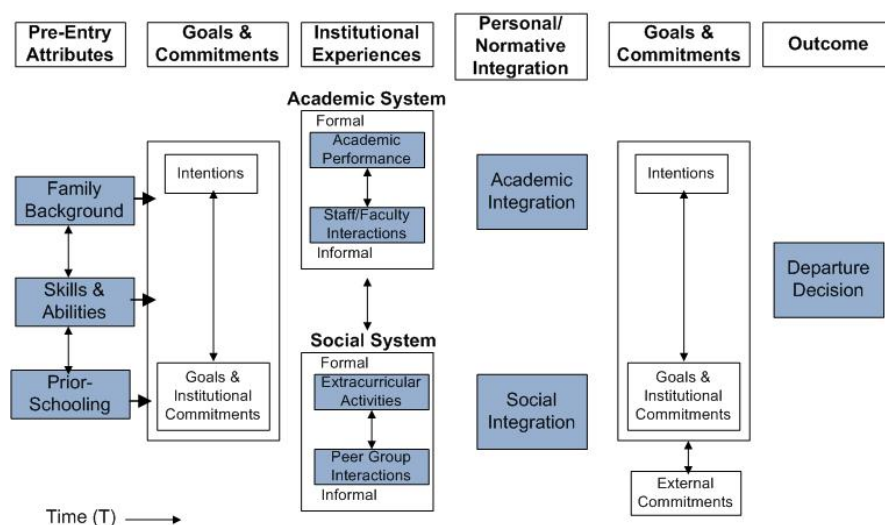 Pre-Entry
Attributes
Goals &
Commitments
Institutional
Experiences
Personal/
Normative
Integration
Goals &
Commitments
Outcome
Family
Background
Skills &
Abilities
Prior-
Schooling
Intentions
Goals &
Institutional
Commitments
Academic System
Formal
Academic
Performance
Staff/Faculty
Interactions
Informal
Social System
Formal
Extracurricular
Activities
Peer Group
Interactions
Informal
Academic
Integration
Social
Integration
Intentions
Goals &
Institutional
Commitments
External
Commitments
Departure
Decision
Time (T)